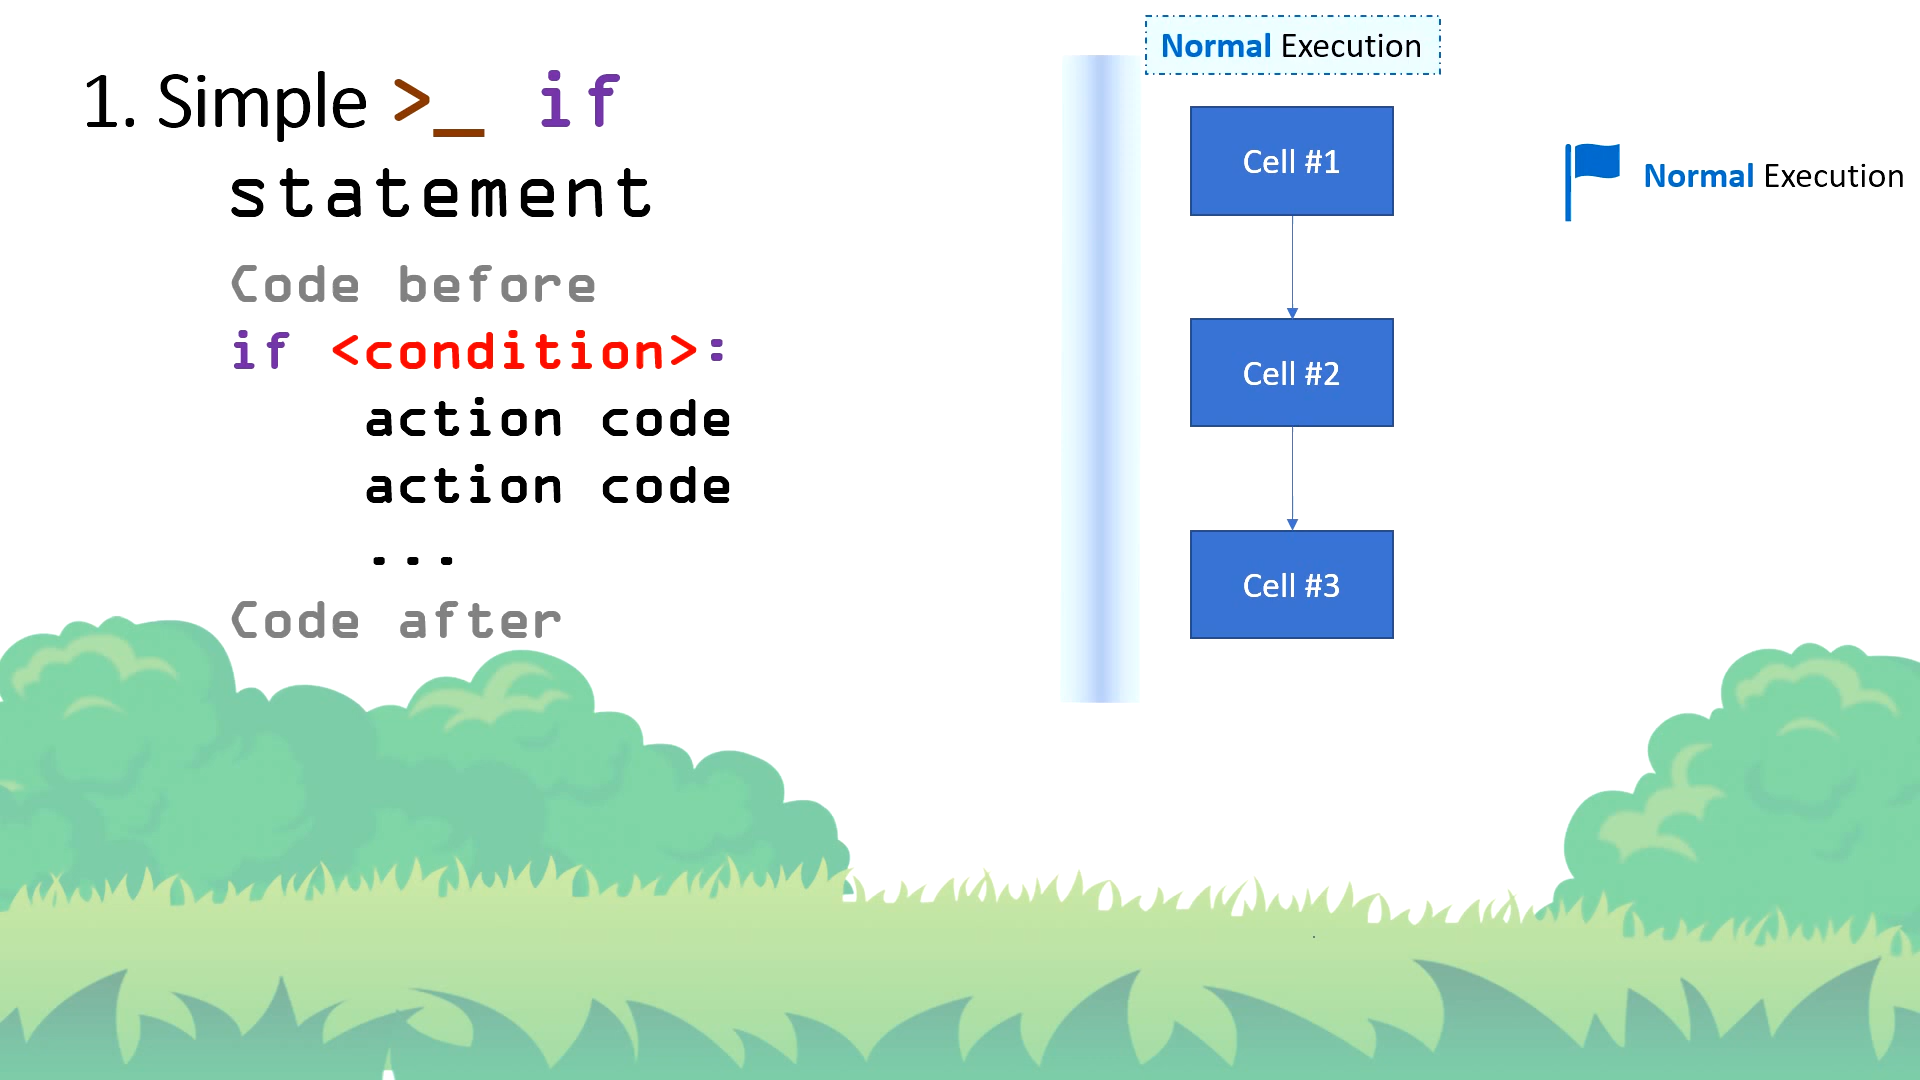 1. Simple >_ if
statement
Code before
if <condition>:
action code
action code
...
Code after
Normal Execution
Cell #1
Cell #2
Cell #3
Normal Execution